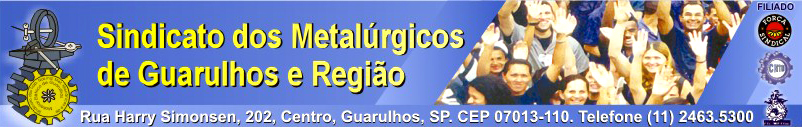 Sindicato dos Metalúrgicos
de Guarulhos e Região
FILIADO
FORÇA
SINDICAL
Rua Harry Simonsen, 202, Centro, Guarulhos, SP. CEP 07013-110. Telefone (11) 2463.5300